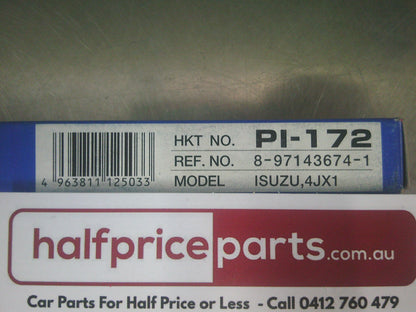 HKT NO. PI-172
REF. NO. 8-97143674-1
4 963811 125033 MODEL ISUZU,4JX1
halfpriceparts.com.au
Car Parts For Half Price or Less - Call 0412 760 479